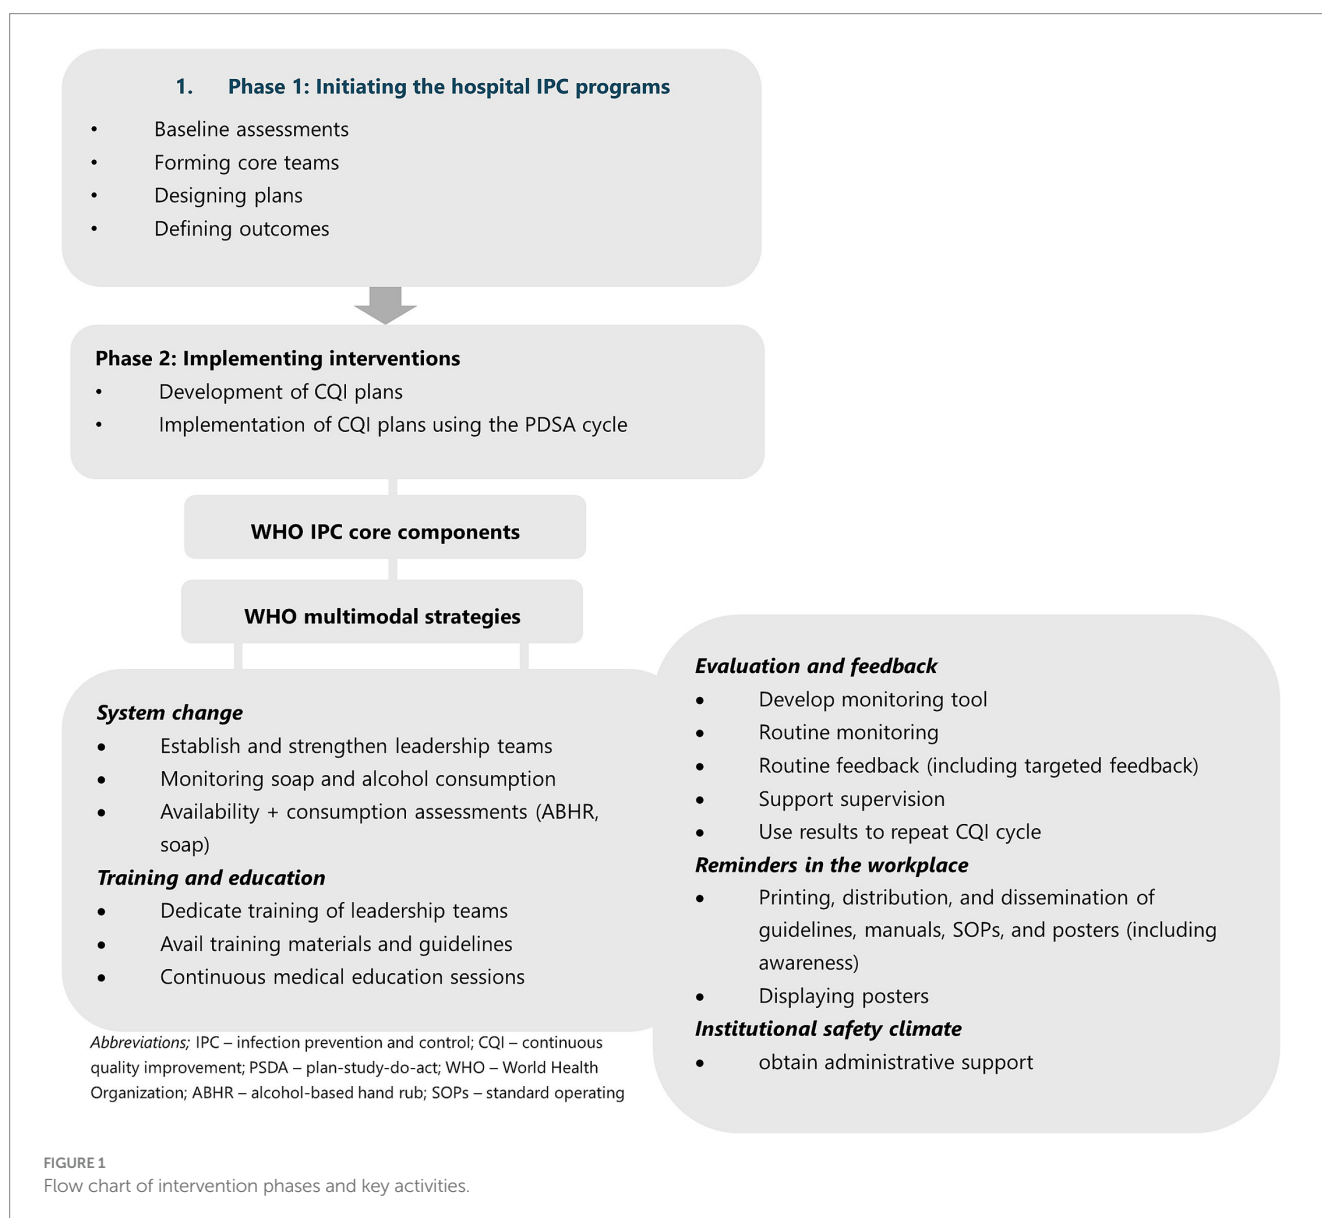 1. Phase 1: Initiating the hospital IPC programs
• Baseline assessments
• Forming core teams
• Designing plans
• Defining outcomes
Phase 2: Implementing interventions
• Development of CQI plans
• Implementation of CQI plans using the PDSA cycle
WHO IPC core components
WHO multimodal strategies
System change
• Establish and strengthen leadership teams
• Monitoring soap and alcohol consumption
• Availability + consumption assessments (ABHR,
soap)
Training and education
• Dedicate training of leadership teams
• Avail training materials and guidelines
• Continuous medical education sessions
Evaluation and feedback
• Develop monitoring tool
• Routine monitoring
• Routine feedback (including targeted feedback)
• Support supervision
• Use results to repeat CQI cycle
Reminders in the workplace
• Printing, distribution, and dissemination of
guidelines, manuals, SOPs, and posters (including
awareness)
• Displaying posters
Institutional safety climate
• obtain administrative support
Abbreviations; IPC – infection prevention and control; CQI – continuous
quality improvement; PSDA – plan-study-do-act; WHO – World Health
Organization; ABHR – alcohol-based hand rub; SOPs – standard operating
FIGURE 1
Flow chart of intervention phases and key activities.